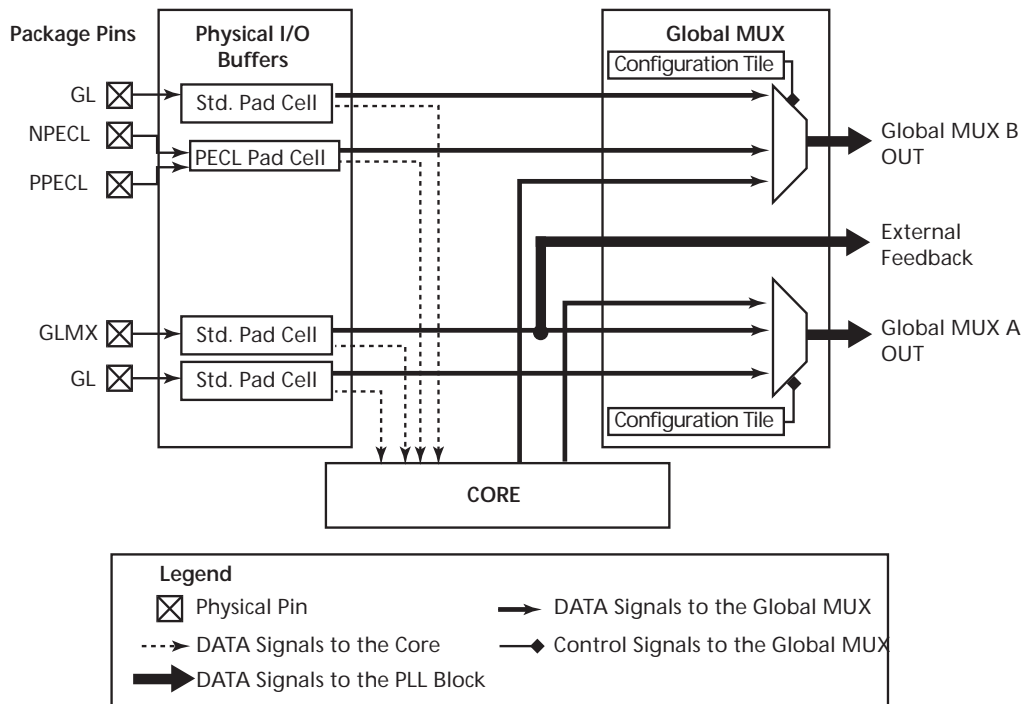 Package Pins
Physical I/O
Buffers
Global MUX
Configuration Tile
GL
Std. Pad Cell
NPECL
PECL Pad Cell
PPECL
Global MUX B
OUT
External
Feedback
GLMX
Std. Pad Cell
Global MUX A
OUT
GL
Std. Pad Cell
Configuration Tile
CORE
Legend
Physical Pin
DATA Signals to the Global MUX
DATA Signals to the Core
Control Signals to the Global MUX
DATA Signals to the PLL Block